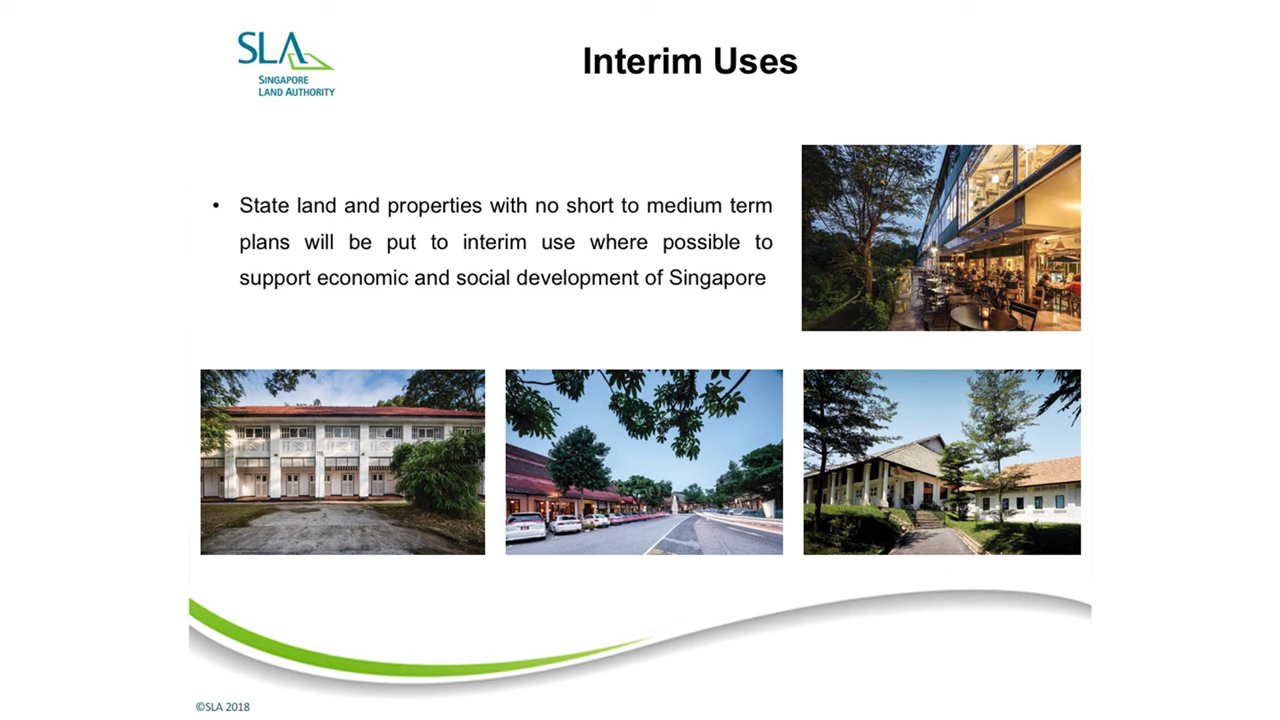 SLA
SINGAPORE
LAND AUTHORITY
Interim Uses
• State land and properties with no short to medium term
plans will be put to interim use where possible to
support economic and social development of Singapore
©SLA 2018